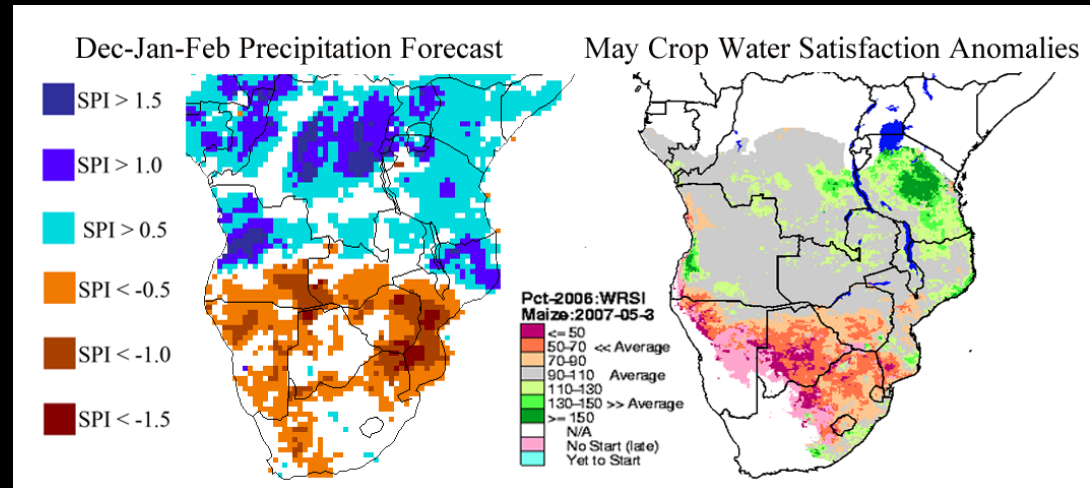 Dec-Jan-Feb Precipitation Forecast
May Crop Water Satisfaction Anomalies
SPI > 1.5
SPI > 1.0
SPI > 0.5
SPI < -0.5
SPI < -1.0
SPI < -1.5
Pct-2006:WRSI
Maize:2007-05-3
<= 50
50-70 << Average
70-90
90-110 Average
110-130
130-150 >> Average
>= 150
N/A
No Start (late)
Yet to Start